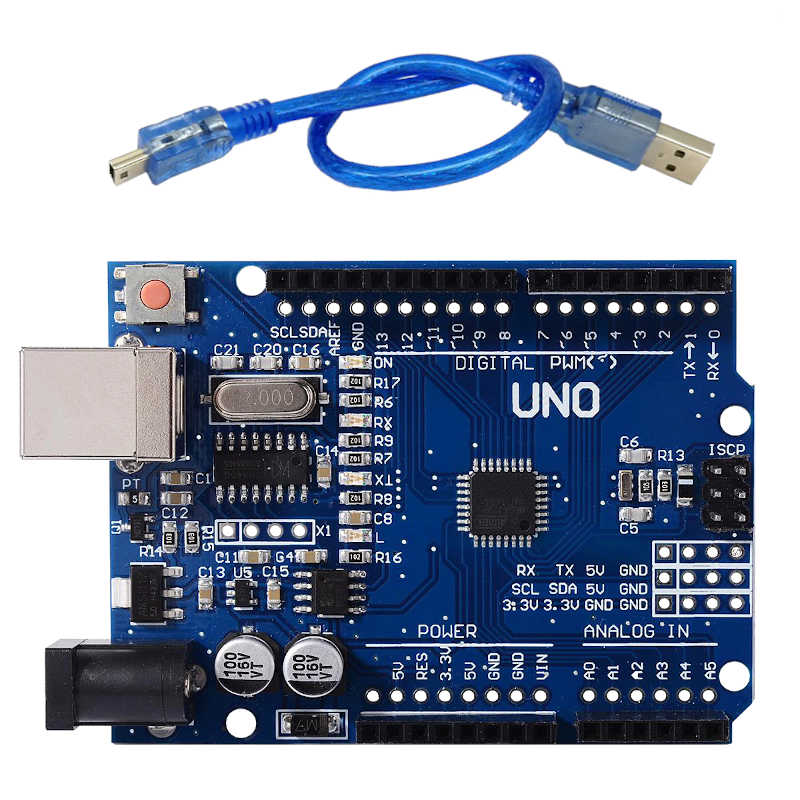 SCL SDA AREF GND 13 12 11 10 9 8 7 6 5 4 3 2 TX→1 RX←0
C21 C20 C16
ON
DIGITAL PWM(~)
R17
R6
UNO
RX
R9
C6
R7
C14
R13
ISCP
C1
TX
PT
R8
C12
C8
C5
U1
R15
X1
L
R14
C11
G4
R16
C13 U5 C15
RX TX 5V GND
SCL SDA 5V GND
3.3V 3.3V GND GND
POWER
ANALOG IN
100 16V VT
100 16V VT
5V RES 3.3V 5V GND GND VIN
A0 A1 A2 A3 A4 A5
M7